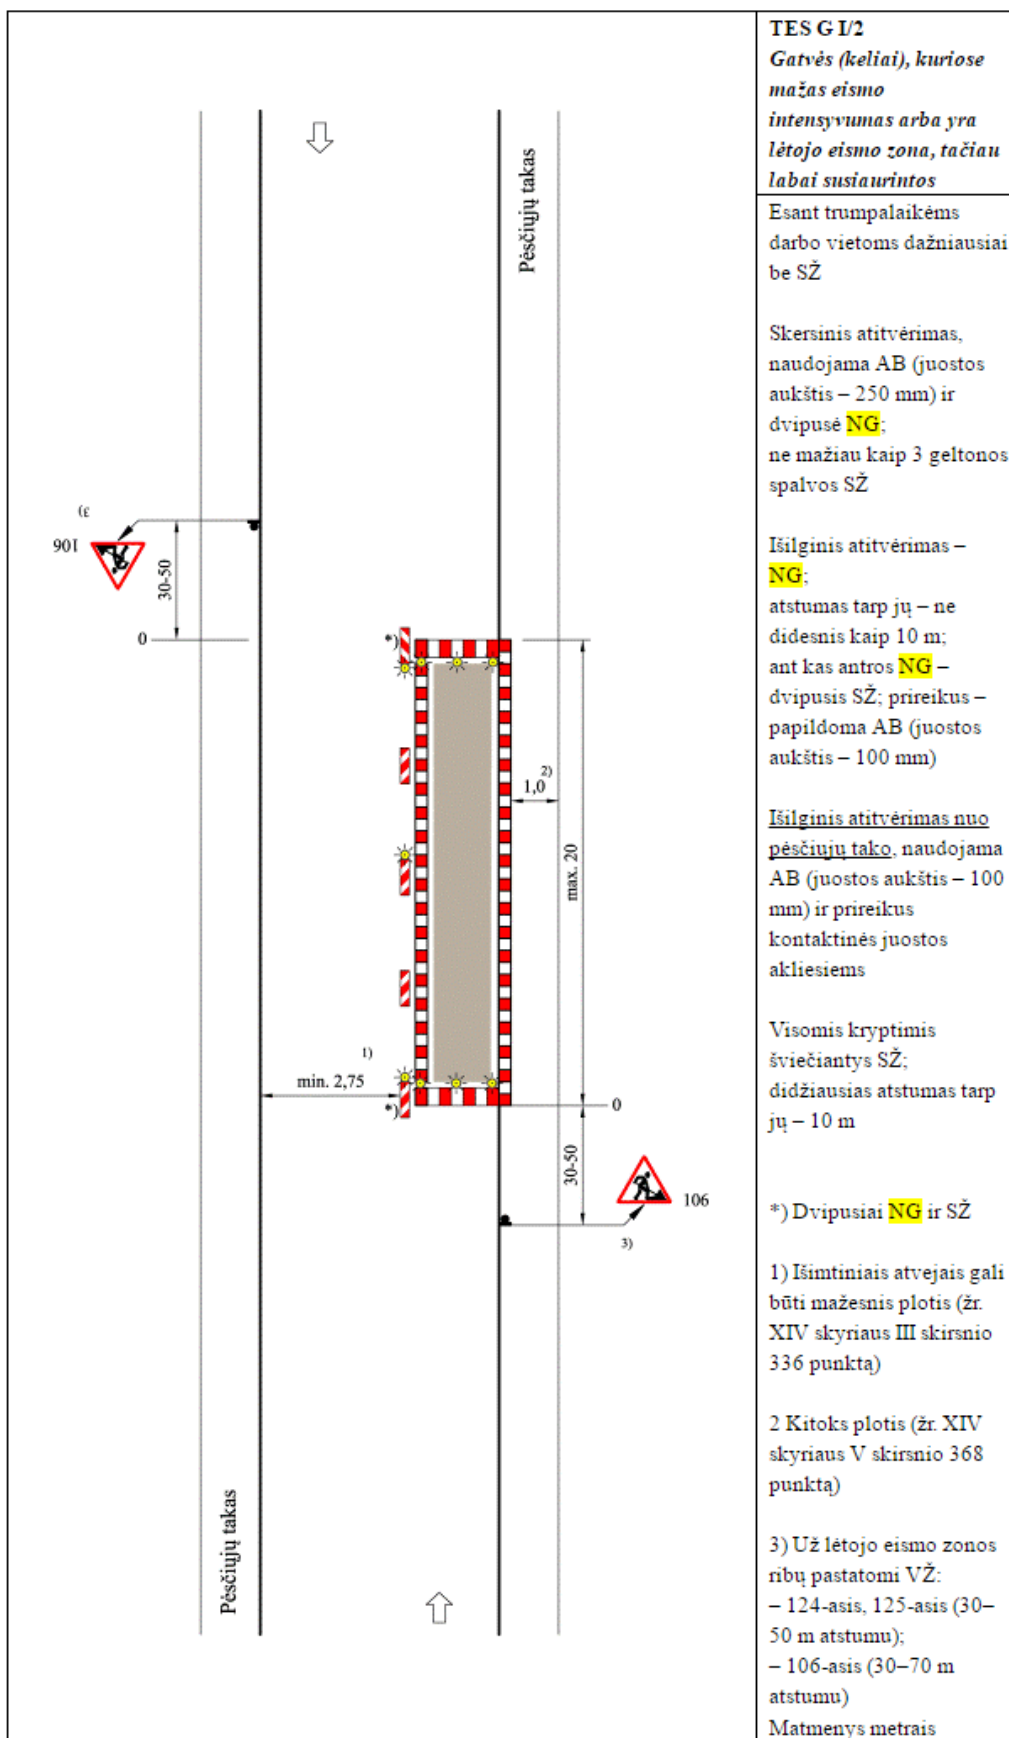 TES G I/2
Gatvės (keliai), kuriose
mažas eismo
intensyvumas arba yra
lėtojo eismo zona, tačiau
labai susiaurintos
Esant trumpalaikėms
darbo vietoms dažniausiai
be SŽ
Skersinis atitvėrimas,
naudojama AB (juostos
aukštis – 250 mm) ir
dvipusė NG;
ne mažiau kaip 3 geltonos
spalvos SŽ
Išilginis atitvėrimas –
NG;
atstumas tarp jų – ne
didesnis kaip 10 m;
ant kas antros NG –
dvipusis SŽ; prireikus –
papildoma AB (juostos
aukštis – 100 mm)
Išilginis atitvėrimas nuo
pėsčiųjų tako, naudojama
AB (juostos aukštis – 100
mm) ir prireikus
kontaktinės juostos
akliesiems
Visomis kryptimis
šviečiantys SŽ;
didžiausias atstumas tarp
jų – 10 m
*) Dvipusiai NG ir SŽ
1) Išimtiniais atvejais gali
būti mažesnis plotis (žr.
XIV skyriaus III skirsnio
336 punktą)
2 Kitoks plotis (žr. XIV
skyriaus V skirsnio 368
punktą)
3) Už lėtojo eismo zonos
ribų pastatomi VŽ:
– 124-asis, 125-asis (30–
50 m atstumu);
– 106-asis (30–70 m
atstumu)
Matmenys metrais
Pėsčiųjų takas
3)
106
30-50
0
*)
2)
1,0
max. 20
1)
min. 2,75
*)
0
30-50
106
3)
Pėsčiųjų takas